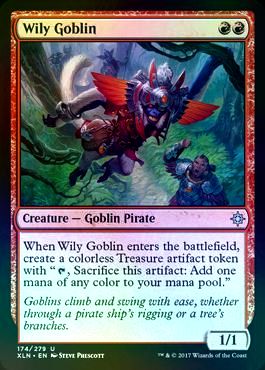 Wily Goblin
Creature — Goblin Pirate
When Wily Goblin enters the battlefield,
create a colorless Treasure artifact token
with “, Sacrifice this artifact: Add one
mana of any color to your mana pool.”
Goblins climb and swing with ease, whether
through a pirate ship’s rigging or a tree’s
branches.
1/1
174/279 U
XLN • EN Steve Prescott
™ & © 2017 Wizards of the Coast